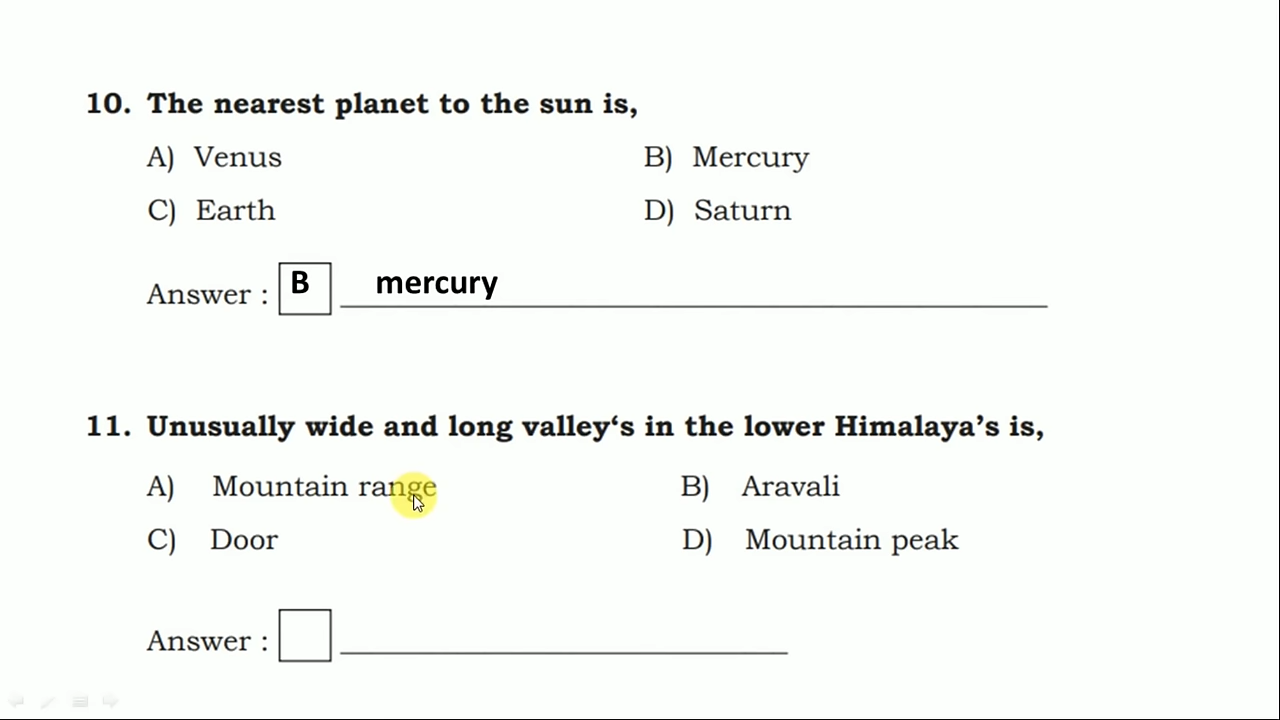 10. The nearest planet to the sun is,
A) Venus B) Mercury
C) Earth D) Saturn
Answer : B mercury
11. Unusually wide and long valley‘s in the lower Himalaya’s is,
A) Mountain range B) Aravali
C) Door D) Mountain peak
Answer :